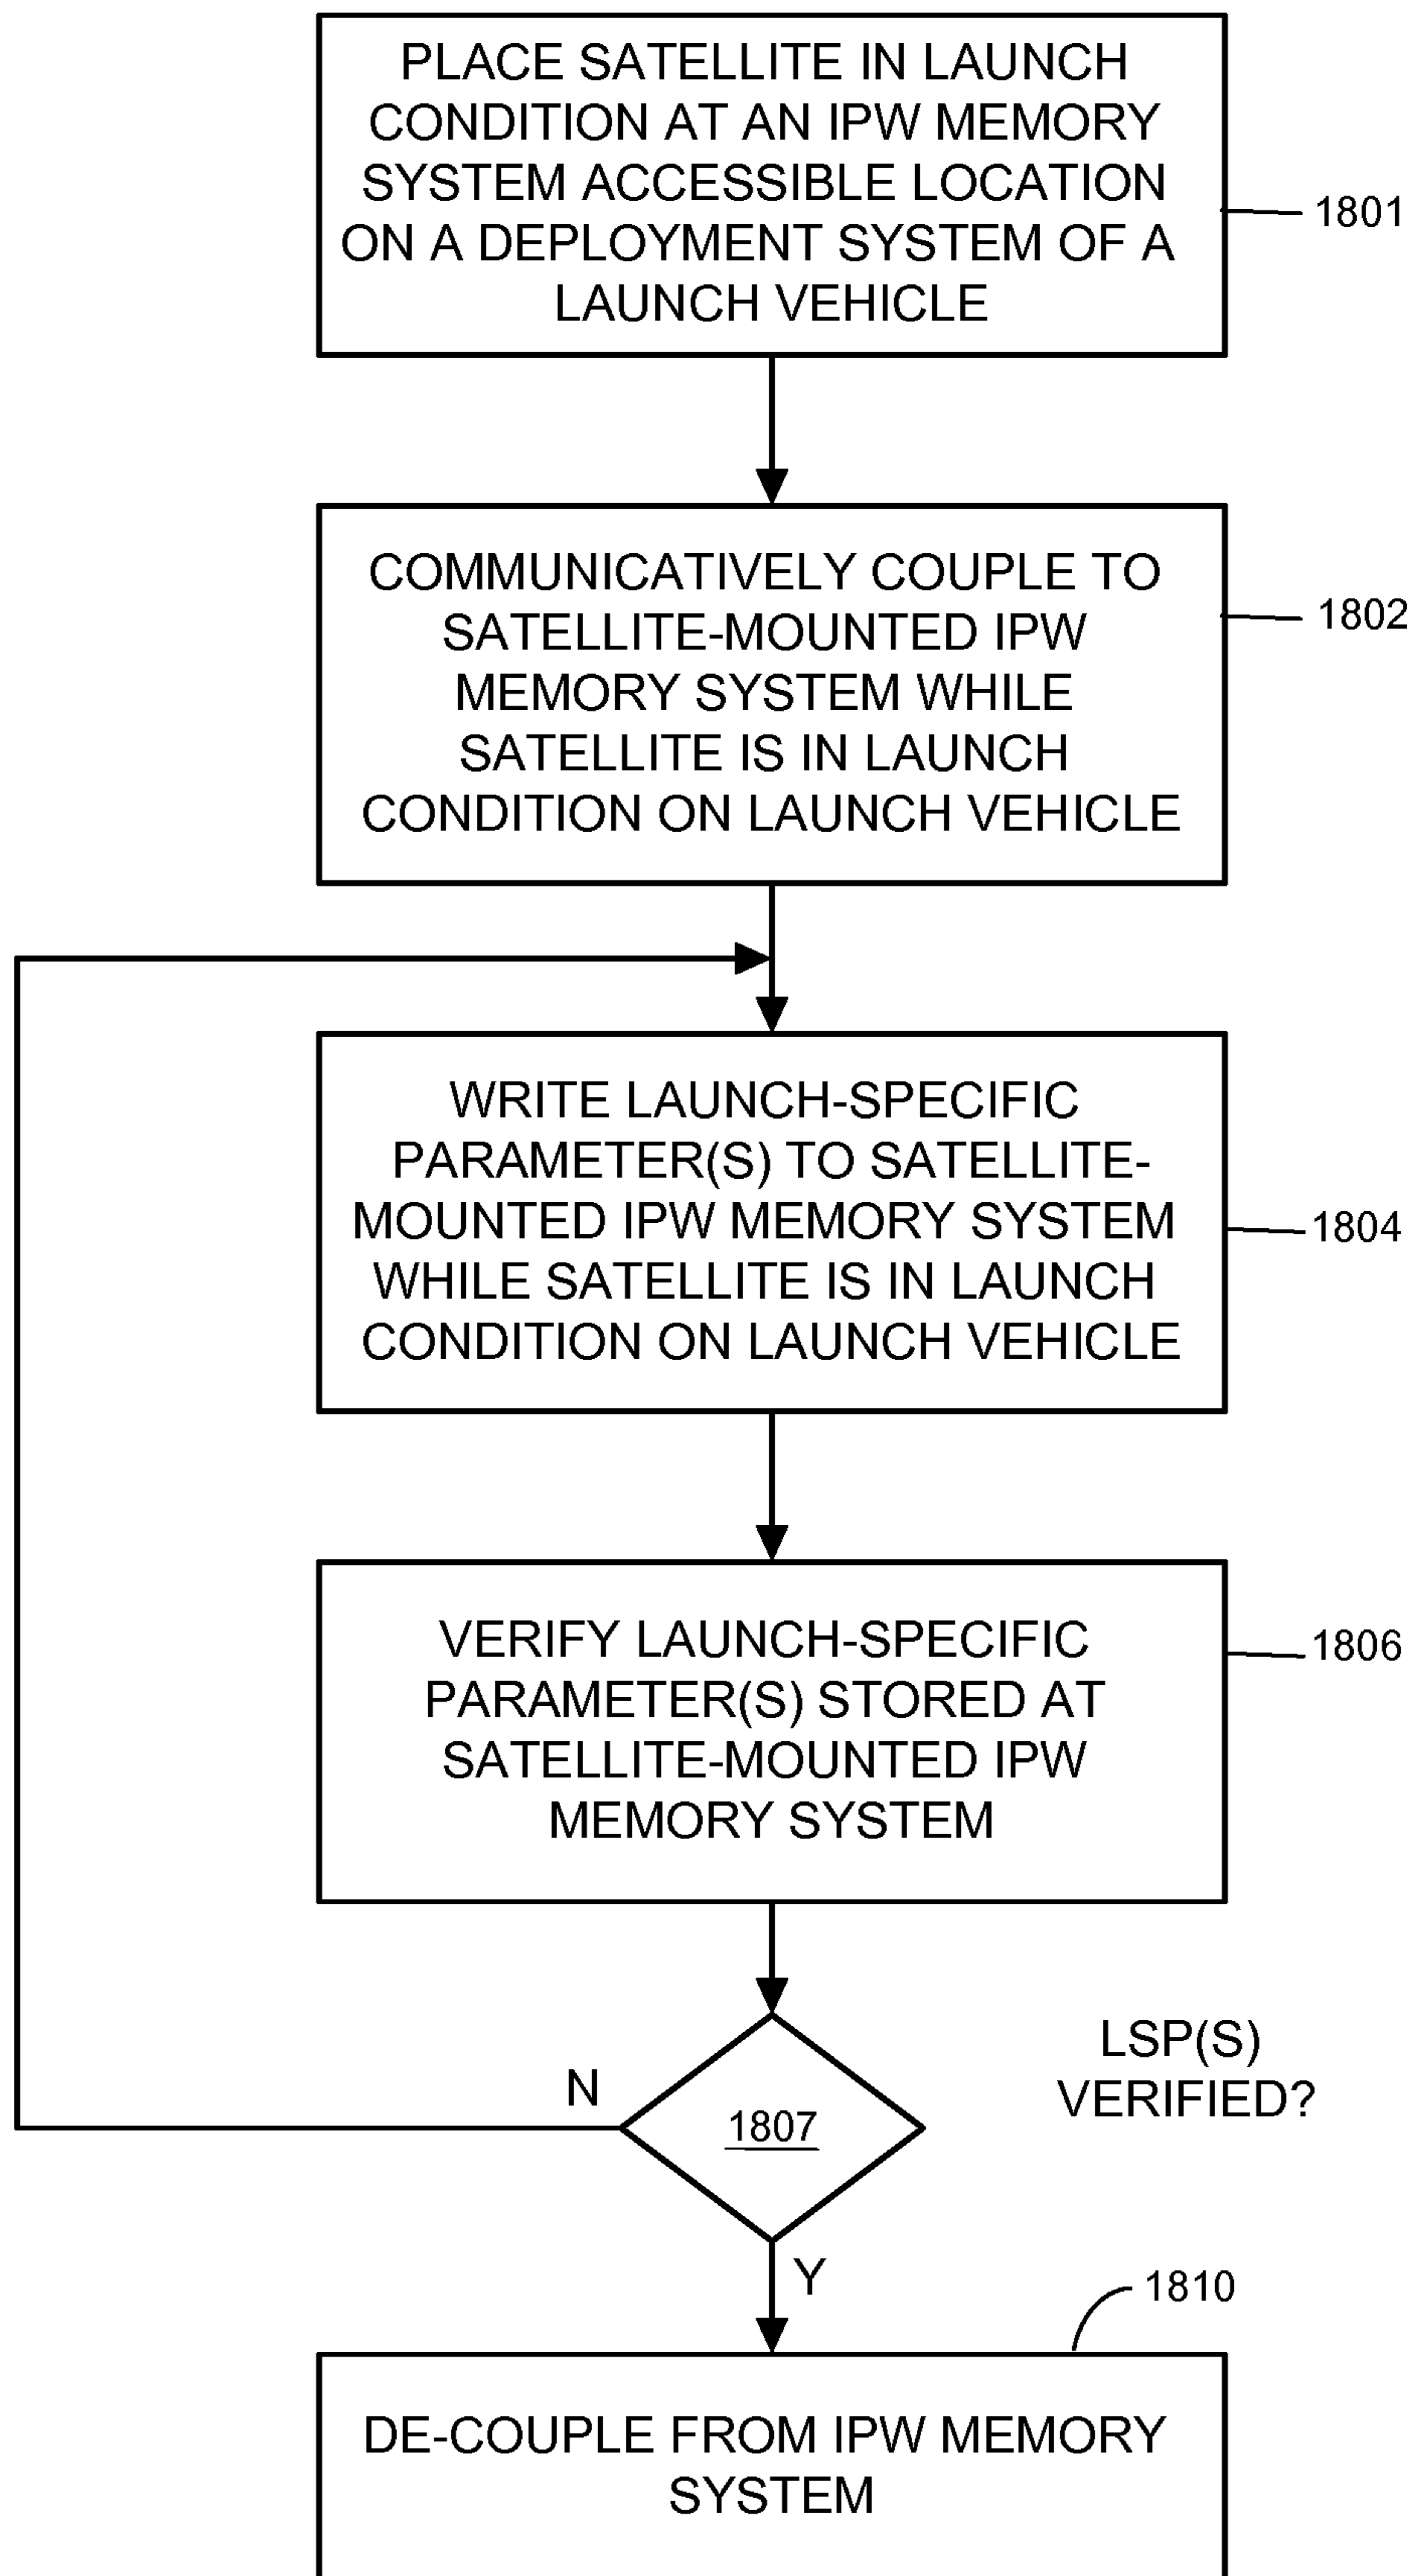 PLACE SATELLITE IN LAUNCH
CONDITION AT AN IPW MEMORY
SYSTEM ACCESSIBLE LOCATION
ON A DEPLOYMENT SYSTEM OF A
LAUNCH VEHICLE
1801
COMMUNICATIVELY COUPLE TO
SATELLITE-MOUNTED IPW
MEMORY SYSTEM WHILE
SATELLITE IS IN LAUNCH
CONDITION ON LAUNCH VEHICLE
1802
WRITE LAUNCH-SPECIFIC
PARAMETER(S) TO SATELLITE-
MOUNTED IPW MEMORY SYSTEM
WHILE SATELLITE IS IN LAUNCH
CONDITION ON LAUNCH VEHICLE
1804
VERIFY LAUNCH-SPECIFIC
PARAMETER(S) STORED AT
SATELLITE-MOUNTED IPW
MEMORY SYSTEM
1806
LSP(S)
VERIFIED?
N
1807
Y
1810
DE-COUPLE FROM IPW MEMORY
SYSTEM